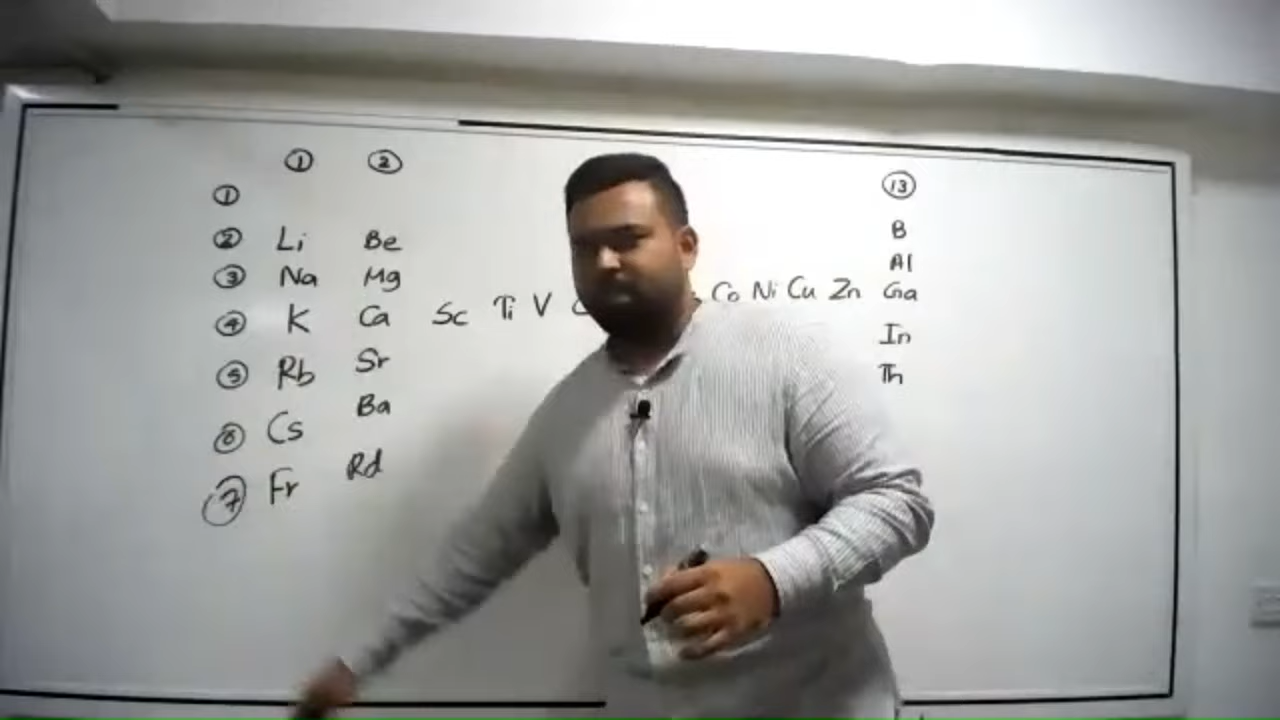 ① ② ⑬
①
② Li Be B
③ Na Mg Al
④ K Ca Sc Ti V Co Ni Cu Zn Ga
⑤ Rb Sr In
⑥ Cs Ba Th
⑦ Fr Rd